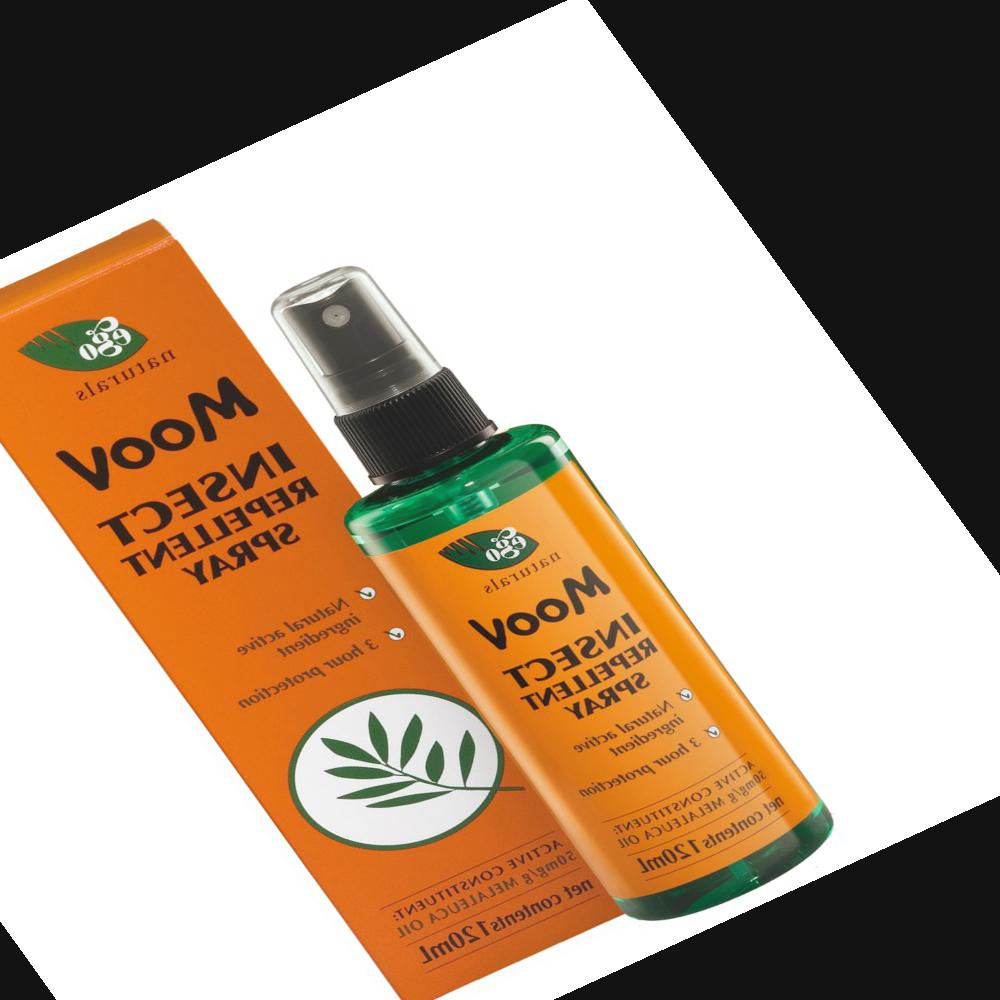 ego
naturals
Moov
INSECT
REPELLENT
SPRAY
Natural active
ingredient
3 hour protection
ACTIVE CONSTITUENT:
50mg/g MELALEUCA OIL
net contents 120mL
ego
naturals
Moov
INSECT
REPELLENT
SPRAY
Natural active
ingredient
3 hour protection
ACTIVE CONSTITUENT:
50mg/g MELALEUCA OIL
net contents 120mL